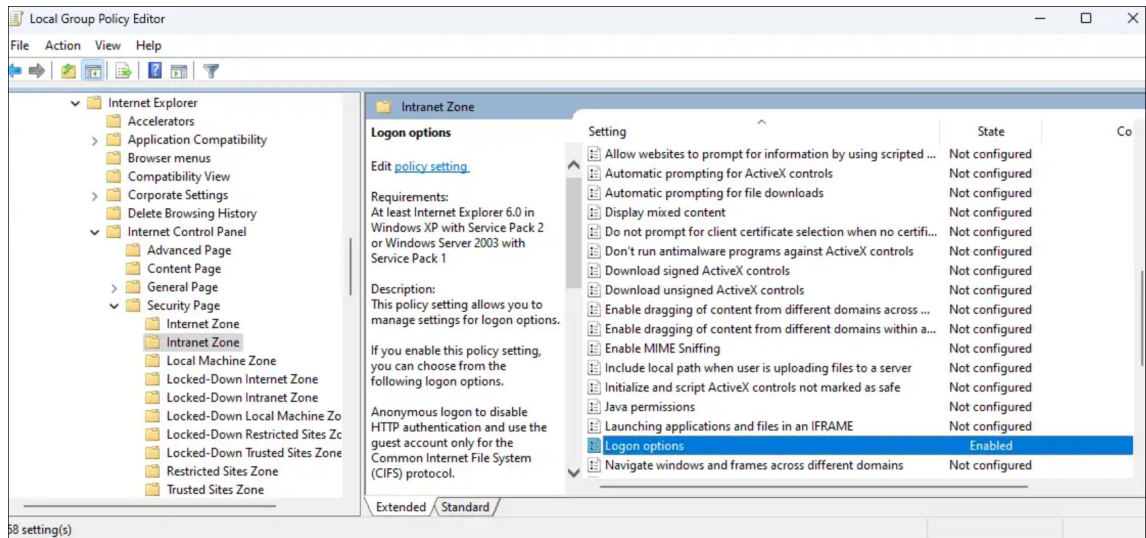 Local Group Policy Editor
File Action View Help
Internet Explorer
Accelerators
Application Compatibility
Browser menus
Compatibility View
Corporate Settings
Delete Browsing History
Internet Control Panel
Advanced Page
Content Page
General Page
Security Page
Internet Zone
Intranet Zone
Local Machine Zone
Locked-Down Internet Zone
Locked-Down Intranet Zone
Locked-Down Local Machine Zo
Locked-Down Restricted Sites Zc
Locked-Down Trusted Sites Zone
Restricted Sites Zone
Trusted Sites Zone
Intranet Zone
Logon options
Edit policy setting
Requirements:
At least Internet Explorer 6.0 in
Windows XP with Service Pack 2
or Windows Server 2003 with
Service Pack 1
Description:
This policy setting allows you to
manage settings for logon options.
If you enable this policy setting,
you can choose from the
following logon options.
Anonymous logon to disable
HTTP authentication and use the
guest account only for the
Common Internet File System
(CIFS) protocol.
Setting State Co
Allow websites to prompt for information by using scripted ... Not configured
Automatic prompting for ActiveX controls Not configured
Automatic prompting for file downloads Not configured
Display mixed content Not configured
Do not prompt for client certificate selection when no certifi... Not configured
Don't run antimalware programs against ActiveX controls Not configured
Download signed ActiveX controls Not configured
Download unsigned ActiveX controls Not configured
Enable dragging of content from different domains across ... Not configured
Enable dragging of content from different domains within a... Not configured
Enable MIME Sniffing Not configured
Include local path when user is uploading files to a server Not configured
Initialize and script ActiveX controls not marked as safe Not configured
Java permissions Not configured
Launching applications and files in an IFRAME Not configured
Logon options Enabled
Navigate windows and frames across different domains Not configured
Extended Standard
58 setting(s)